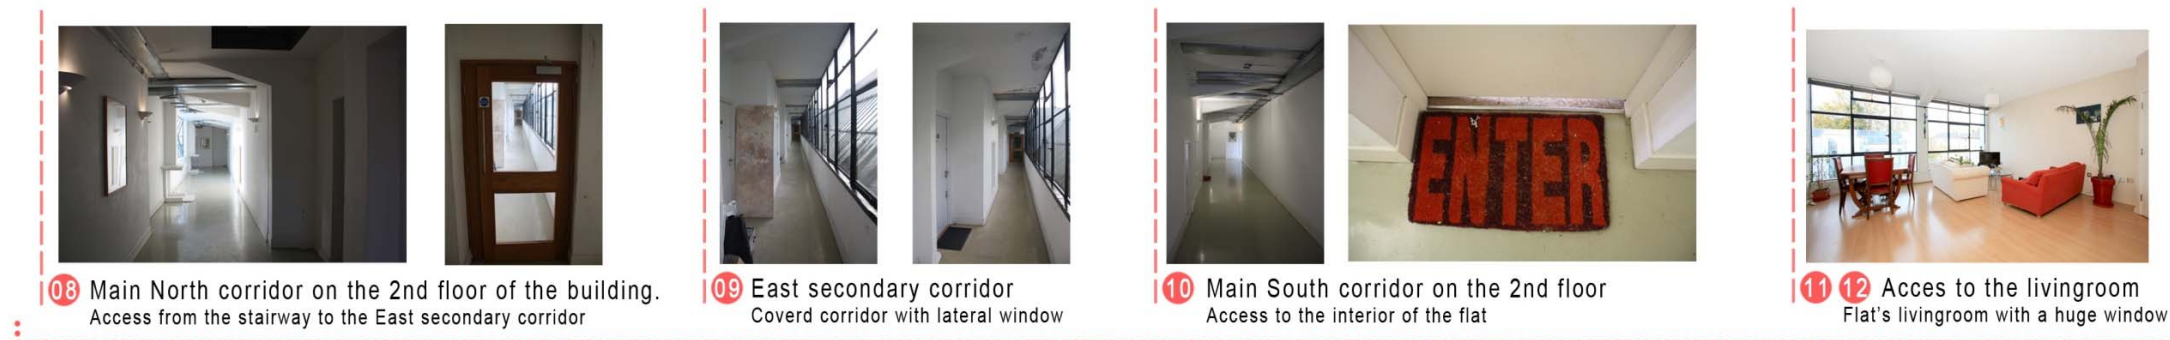 ENTER
08 Main North corridor on the 2nd floor of the building.
Access from the stairway to the East secondary corridor
09 East secondary corridor
Coverd corridor with lateral window
10 Main South corridor on the 2nd floor
Access to the interior of the flat
11 12 Acces to the livingroom
Flat's livingroom with a huge window